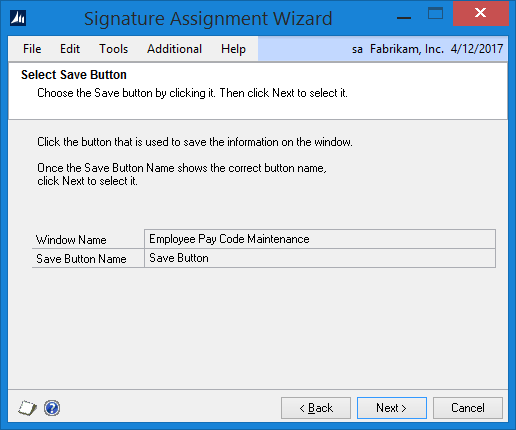 Signature Assignment Wizard
File Edit Tools Additional Help sa Fabrikam, Inc. 4/12/2017
Select Save Button
Choose the Save button by clicking it. Then click Next to select it.
Click the button that is used to save the information on the window.
Once the Save Button Name shows the correct button name,
click Next to select it.
Window Name Employee Pay Code Maintenance
Save Button Name Save Button
< Back Next > Cancel